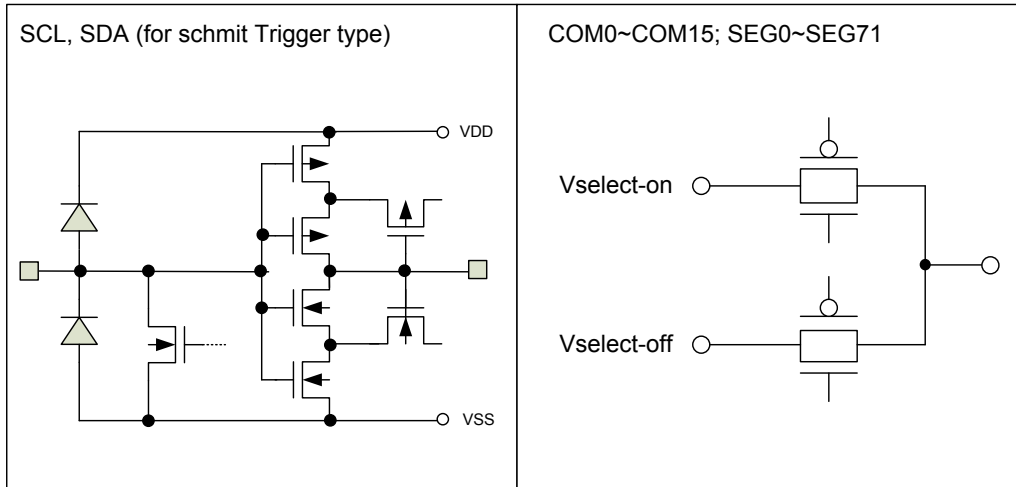 SCL, SDA (for schmit Trigger type)
VDD
VSS
COM0~COM15; SEG0~SEG71
Vselect-on
Vselect-off